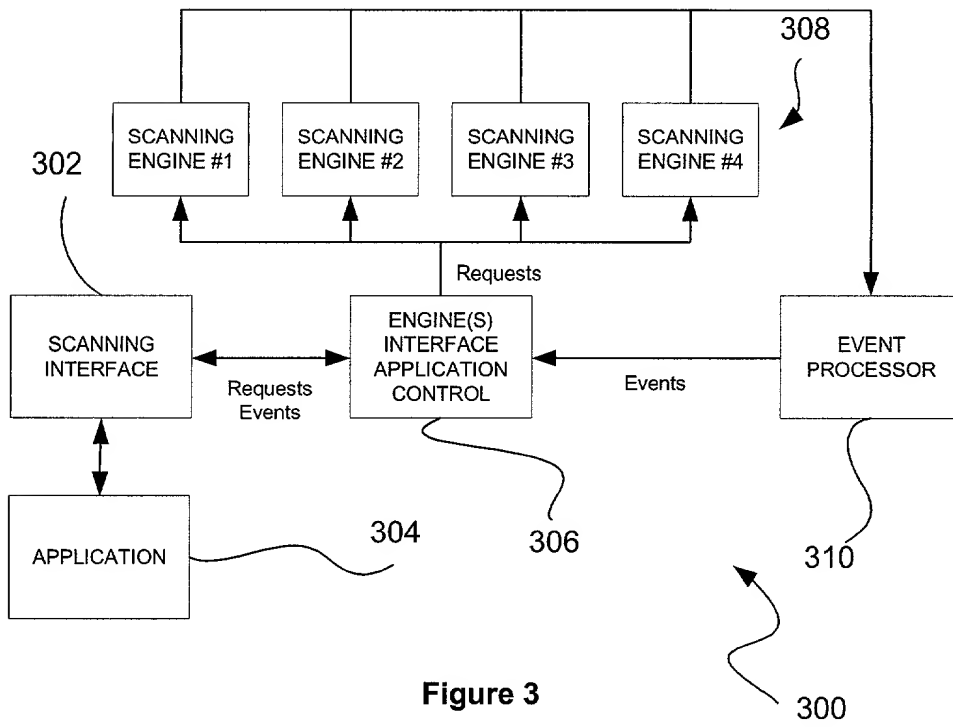 308
SCANNING
ENGINE #1
SCANNING
ENGINE #2
SCANNING
ENGINE #3
SCANNING
ENGINE #4
302
Requests
SCANNING
INTERFACE
Requests
Events
ENGINE(S)
INTERFACE
APPLICATION
CONTROL
Events
EVENT
PROCESSOR
APPLICATION
304
306
310
Figure 3
300